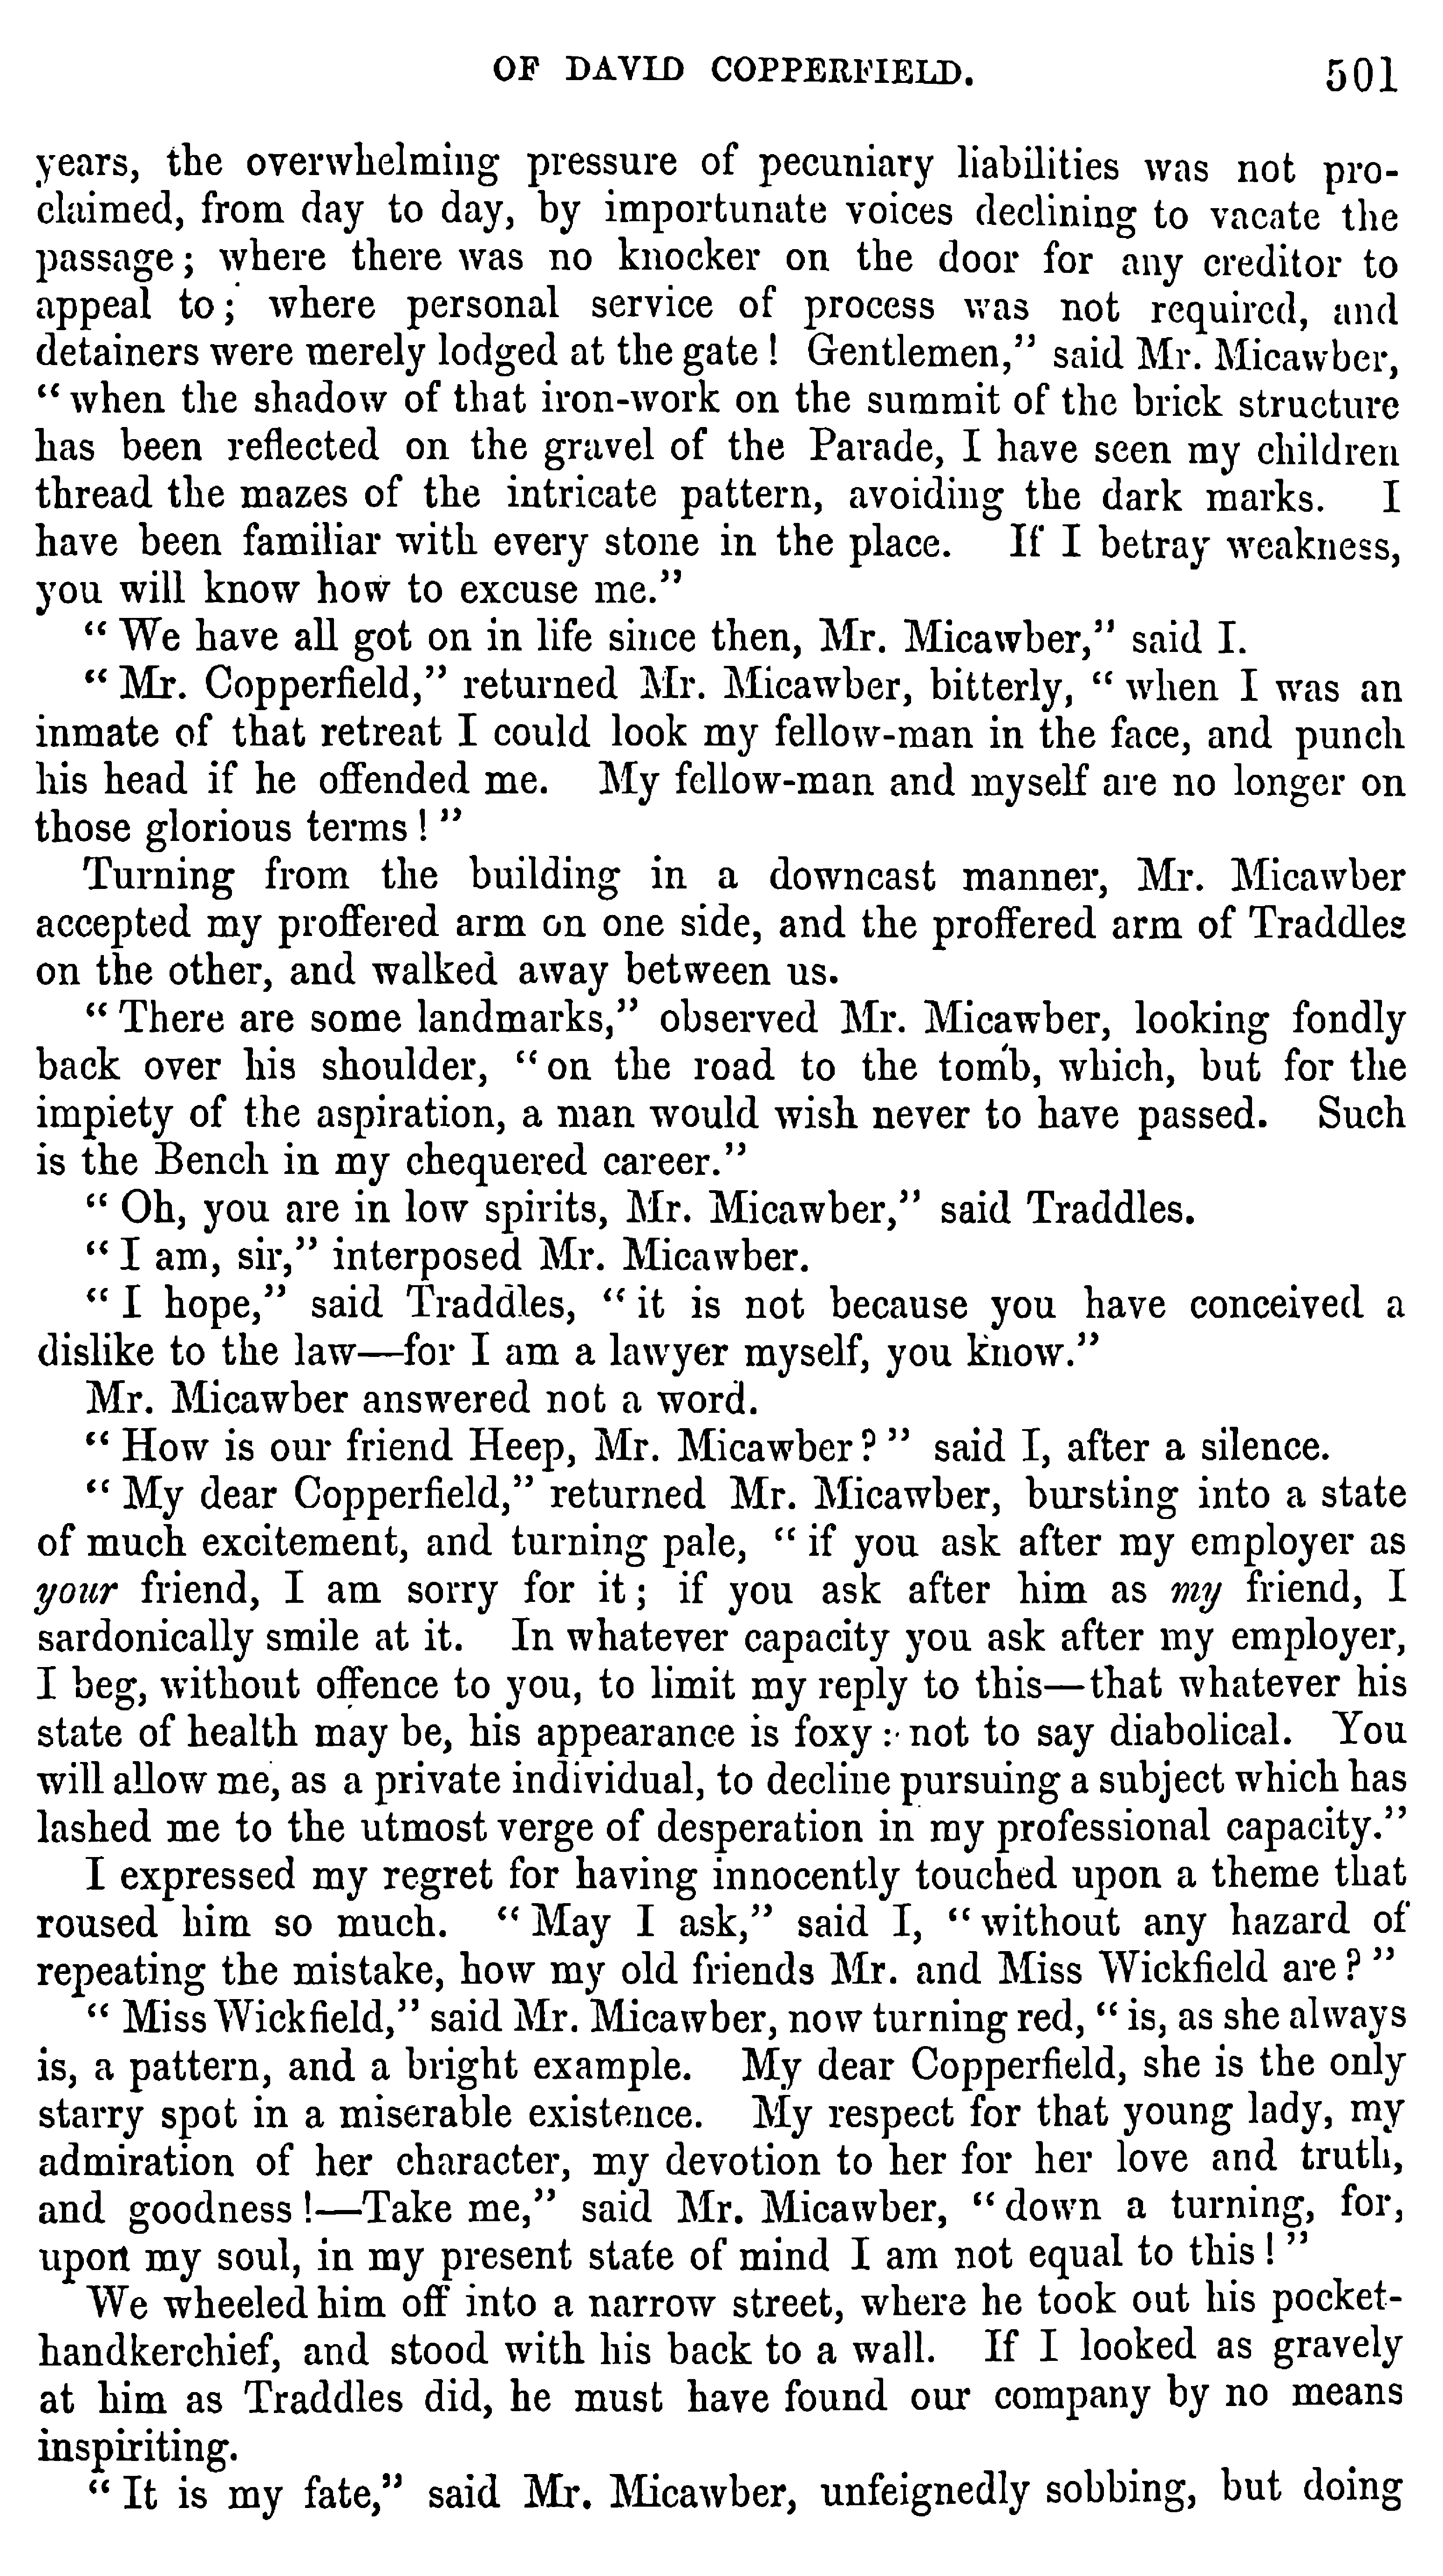 OF DAVID COPPERFIELD. 501
years, the overwhelming pressure of pecuniary liabilities was not pro-
claimed, from day to day, by importunate voices declining to vacate the
passage; where there was no knocker on the door for any creditor to
appeal to; where personal service of process was not required, and
detainers were merely lodged at the gate! Gentlemen,” said Mr. Micawber,
“when the shadow of that iron-work on the summit of the brick structure
has been reflected on the gravel of the Parade, I have seen my children
thread the mazes of the intricate pattern, avoiding the dark marks. I
have been familiar with every stone in the place. If I betray weakness,
you will know how to excuse me.”
“We have all got on in life since then, Mr. Micawber,” said I.
“Mr. Copperfield,” returned Mr. Micawber, bitterly, “when I was an
inmate of that retreat I could look my fellow-man in the face, and punch
his head if he offended me. My fellow-man and myself are no longer on
those glorious terms!”
Turning from the building in a downcast manner, Mr. Micawber
accepted my proffered arm on one side, and the proffered arm of Traddles
on the other, and walked away between us.
“There are some landmarks,” observed Mr. Micawber, looking fondly
back over his shoulder, “on the road to the tomb, which, but for the
impiety of the aspiration, a man would wish never to have passed. Such
is the Bench in my chequered career.”
“Oh, you are in low spirits, Mr. Micawber,” said Traddles.
“I am, sir,” interposed Mr. Micawber.
“I hope,” said Traddles, “it is not because you have conceived a
dislike to the law—for I am a lawyer myself, you know.”
Mr. Micawber answered not a word.
“How is our friend Heep, Mr. Micawber?” said I, after a silence.
“My dear Copperfield,” returned Mr. Micawber, bursting into a state
of much excitement, and turning pale, “if you ask after my employer as
your friend, I am sorry for it; if you ask after him as my friend, I
sardonically smile at it. In whatever capacity you ask after my employer,
I beg, without offence to you, to limit my reply to this—that whatever his
state of health may be, his appearance is foxy: not to say diabolical. You
will allow me, as a private individual, to decline pursuing a subject which has
lashed me to the utmost verge of desperation in my professional capacity.”
I expressed my regret for having innocently touched upon a theme that
roused him so much. “May I ask,” said I, “without any hazard of
repeating the mistake, how my old friends Mr. and Miss Wickfield are?”
“Miss Wickfield,” said Mr. Micawber, now turning red, “is, as she always
is, a pattern, and a bright example. My dear Copperfield, she is the only
starry spot in a miserable existence. My respect for that young lady, my
admiration of her character, my devotion to her for her love and truth,
and goodness!—Take me,” said Mr. Micawber, “down a turning, for,
upon my soul, in my present state of mind I am not equal to this!”
We wheeled him off into a narrow street, where he took out his pocket-
handkerchief, and stood with his back to a wall. If I looked as gravely
at him as Traddles did, he must have found our company by no means
inspiriting.
“It is my fate,” said Mr. Micawber, unfeignedly sobbing, but doing